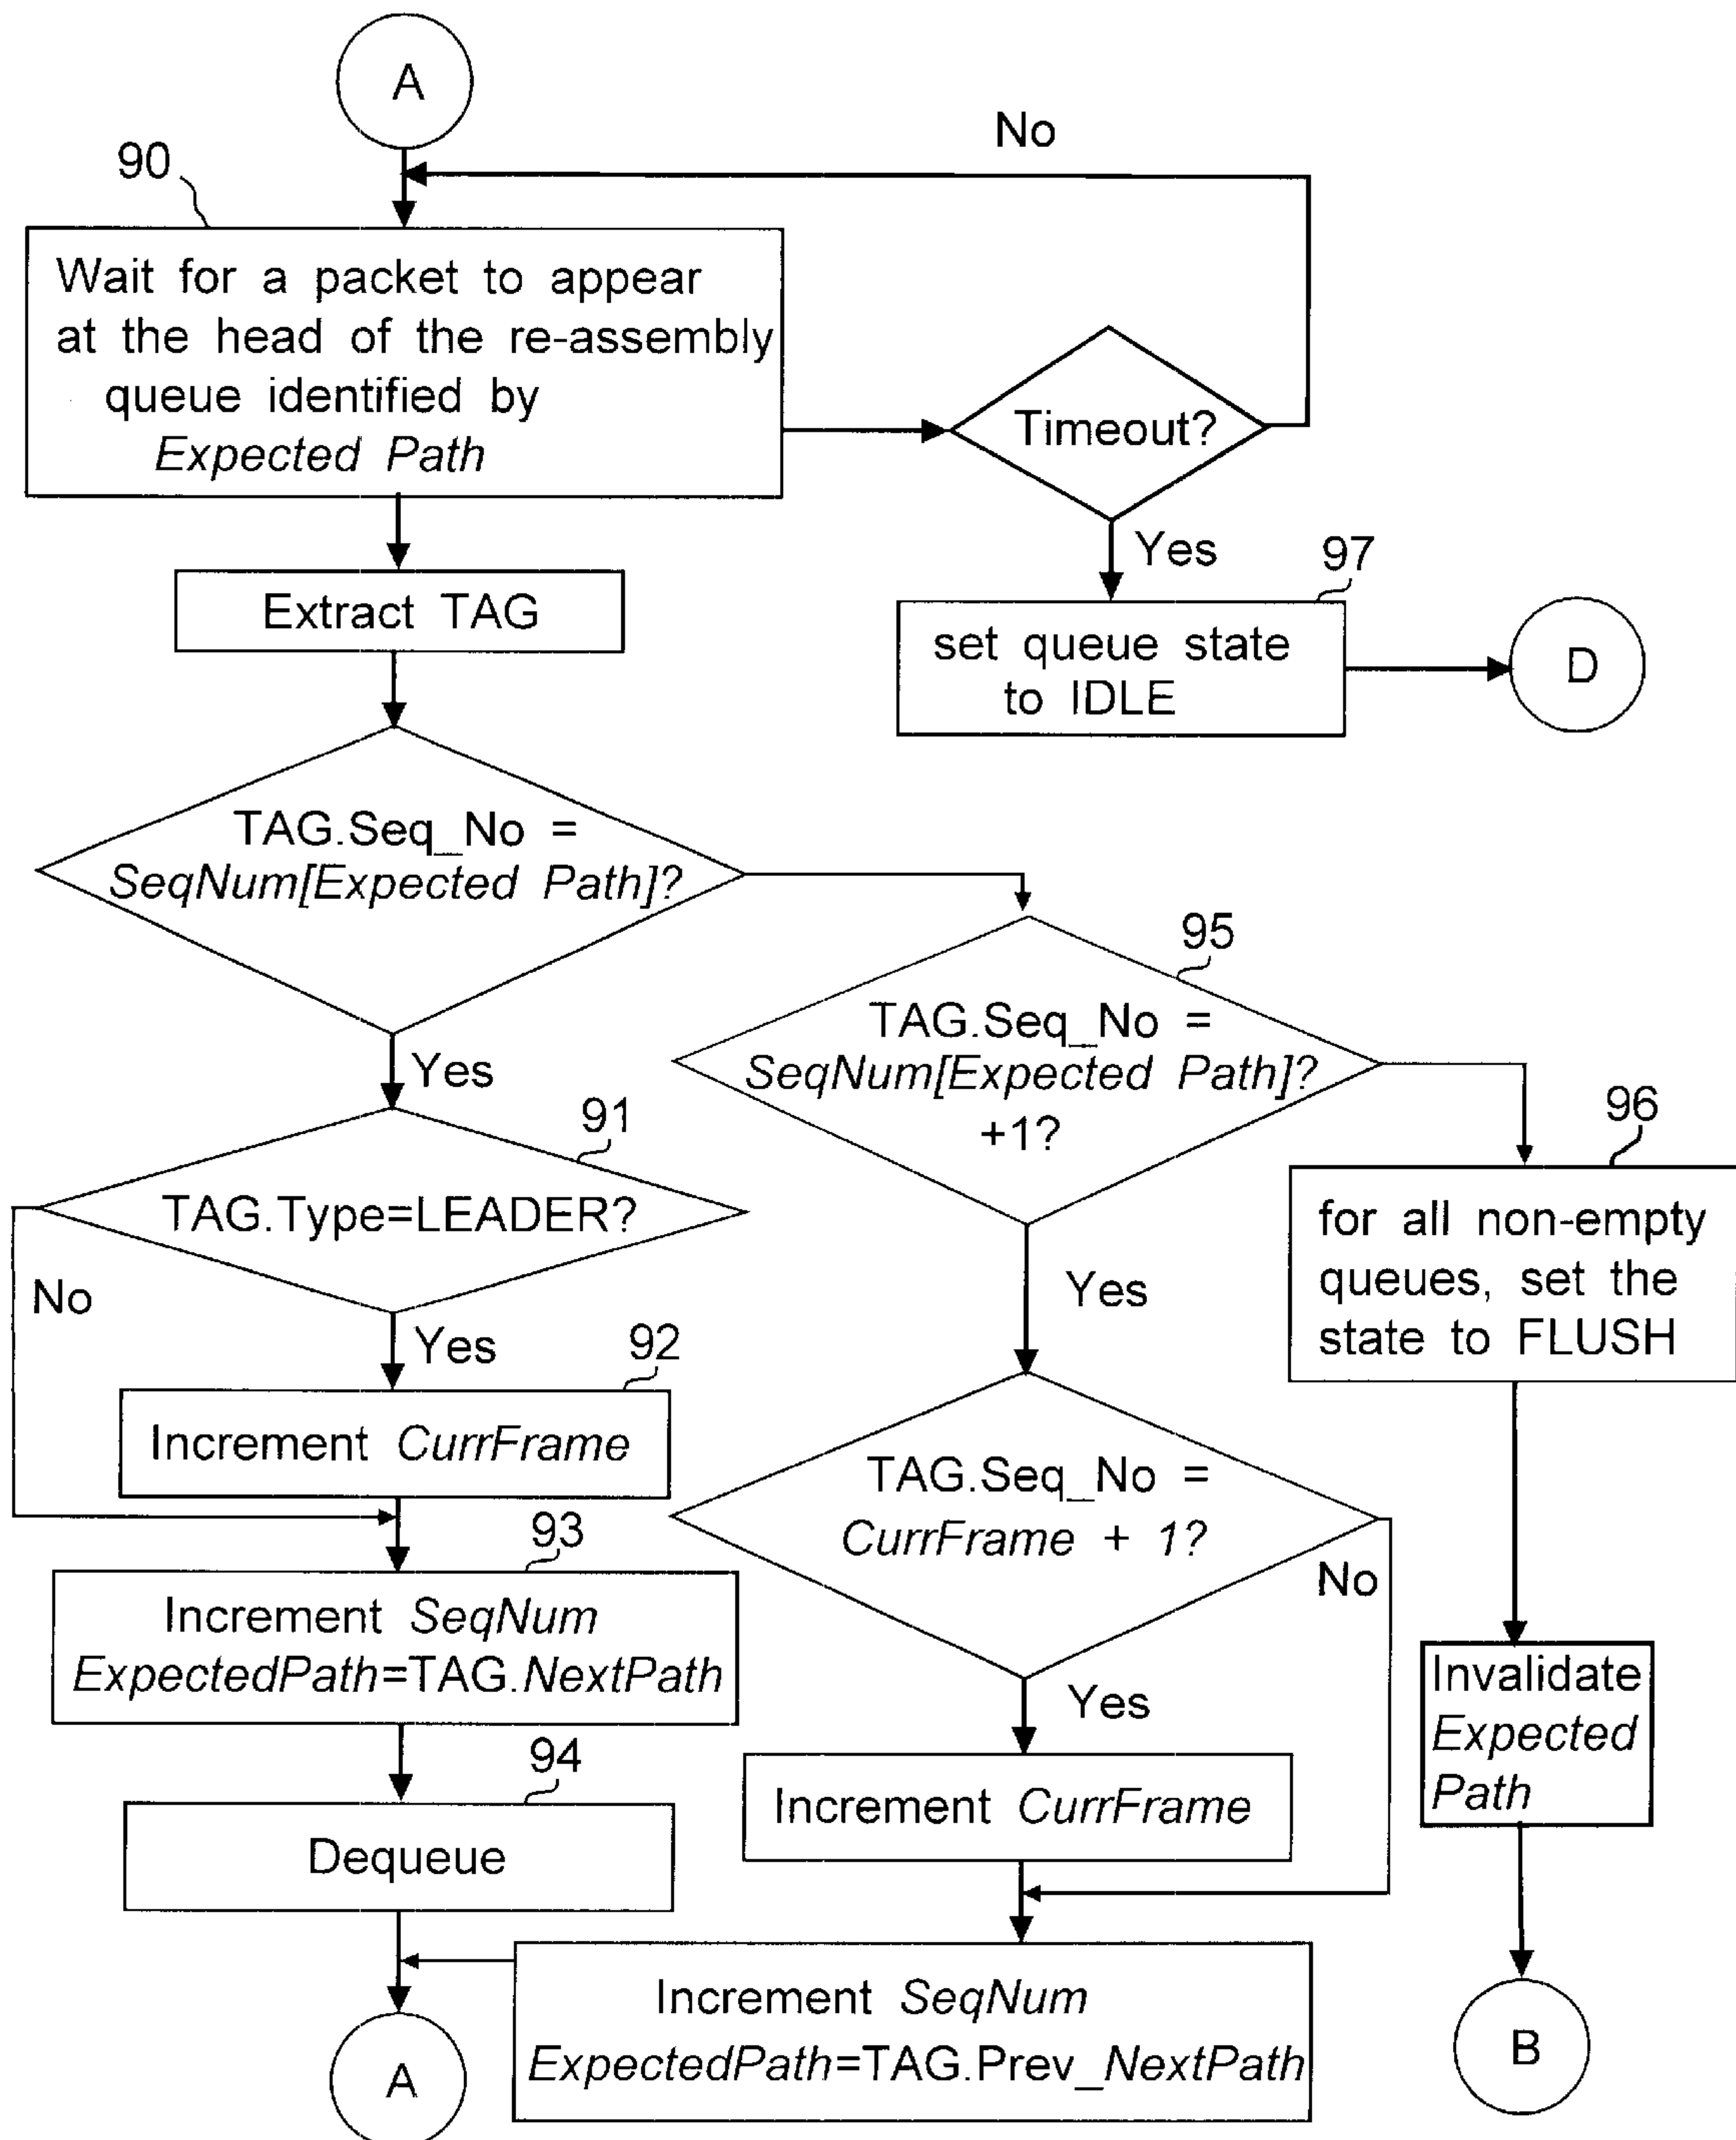 A
No
90
Wait for a packet to appear
at the head of the re-assembly
queue identified by
Expected Path
Timeout?
Yes
97
Extract TAG
set queue state
to IDLE
D
TAG.Seq_No =
SeqNum[Expected Path]?
95
TAG.Seq_No =
SeqNum[Expected Path]?
+1?
Yes
91
96
TAG.Type=LEADER?
for all non-empty
queues, set the
state to FLUSH
No
Yes
Yes
92
Increment CurrFrame
TAG.Seq_No =
CurrFrame + 1?
No
93
Increment SeqNum
ExpectedPath=TAG.NextPath
Yes
Invalidate
Expected
Path
94
Dequeue
Increment CurrFrame
Increment SeqNum
ExpectedPath=TAG.Prev_NextPath
A
B